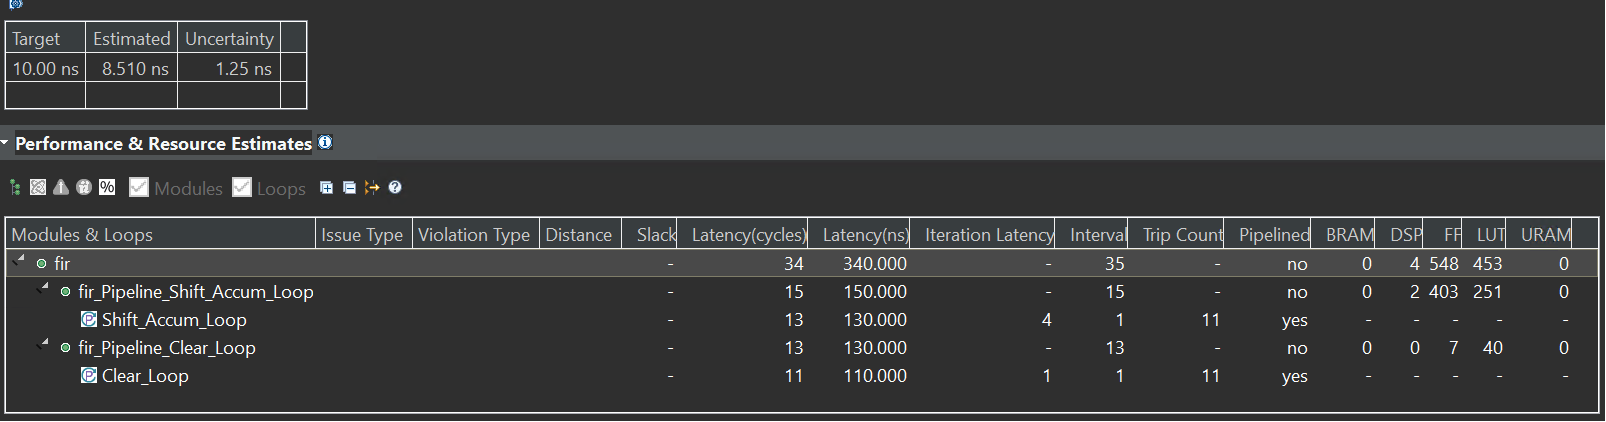 Target Estimated Uncertainty
10.00 ns 8.510 ns 1.25 ns
Performance & Resource Estimates
% Modules Loops
Modules & Loops Issue Type Violation Type Distance Slack Latency(cycles) Latency(ns) Iteration Latency Interval Trip Count Pipelined BRAM DSP FF LUT URAM
fir - 34 340.000 - 35 - no 0 4 548 453 0
fir_Pipeline_Shift_Accum_Loop - 15 150.000 - 15 - no 0 2 403 251 0
Shift_Accum_Loop - 13 130.000 4 1 11 yes - - - - -
fir_Pipeline_Clear_Loop - 13 130.000 - 13 - no 0 0 7 40 0
Clear_Loop - 11 110.000 1 1 11 yes - - - - -